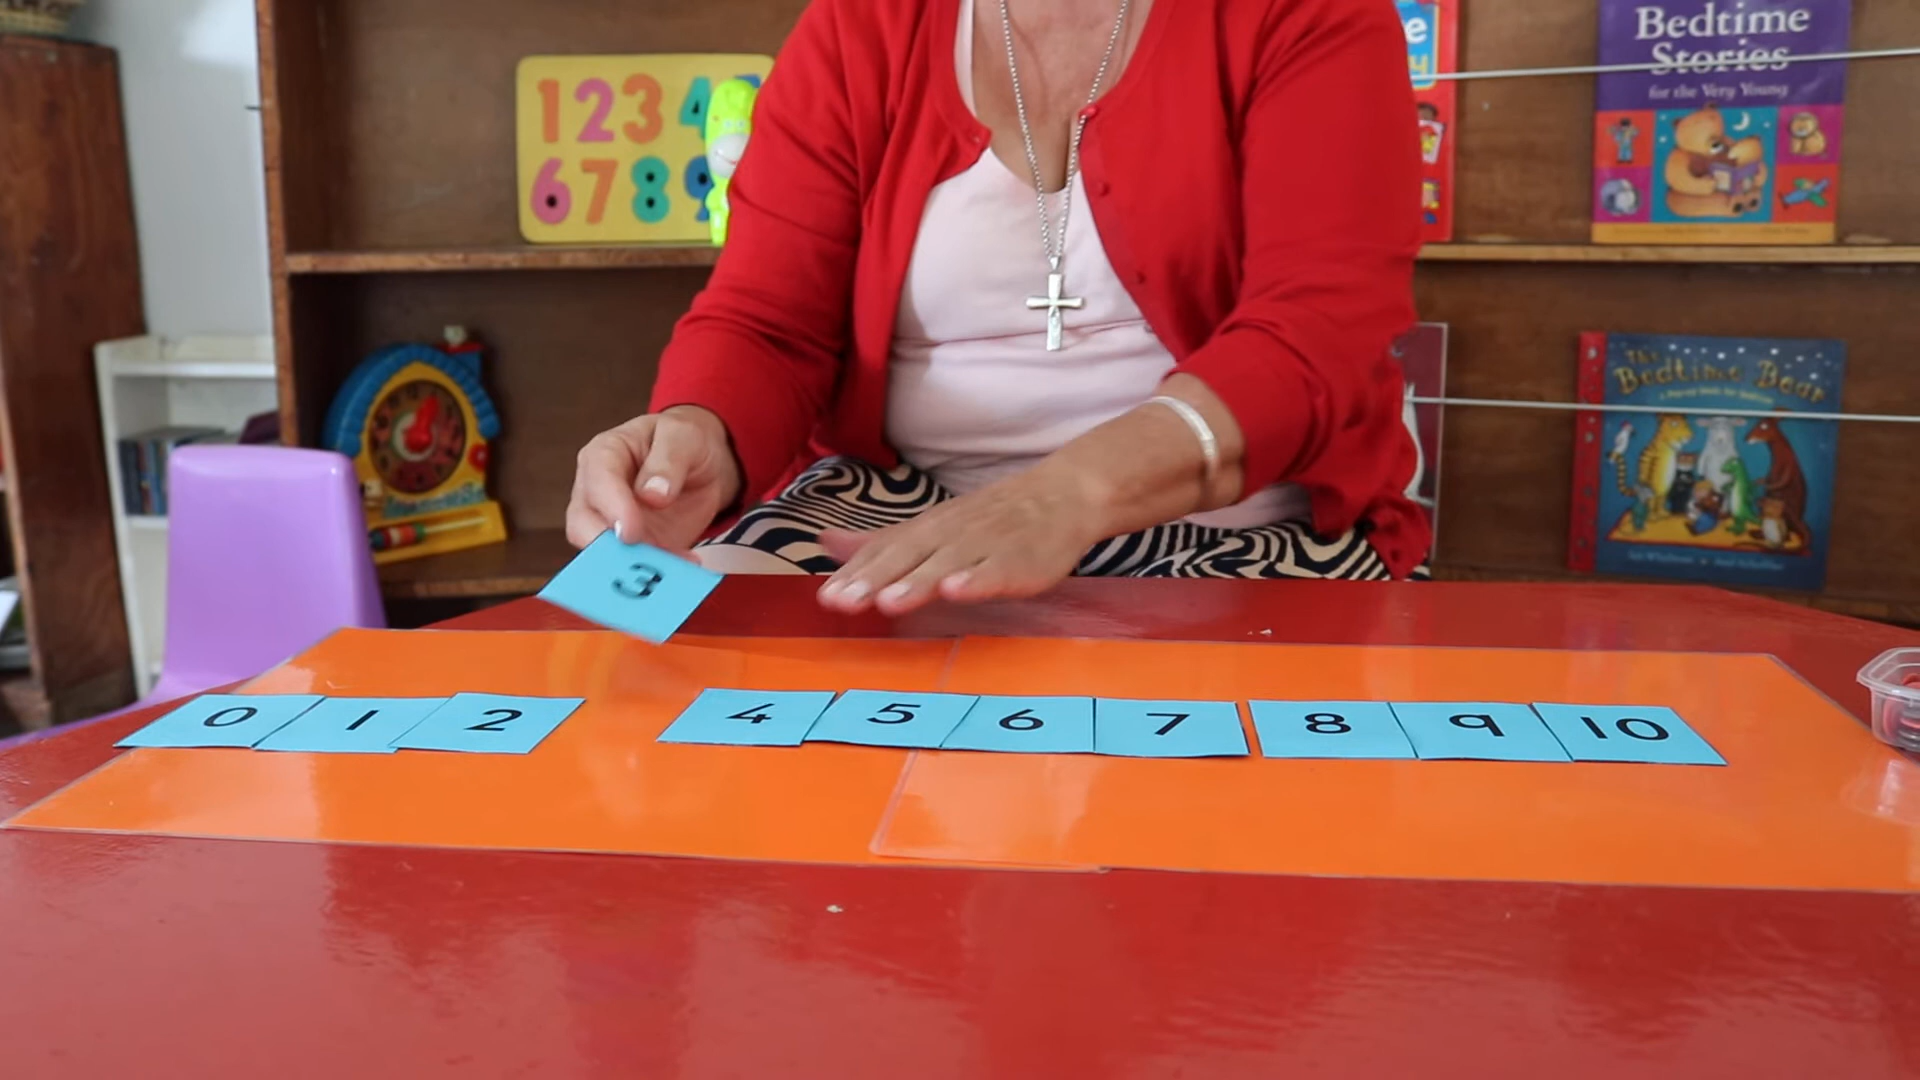 1234
6789
e
y
Bedtime
Stories
for the Very Young
The
Bedtime Bear
3
0 1 2 4 5 6 7 8 9 10